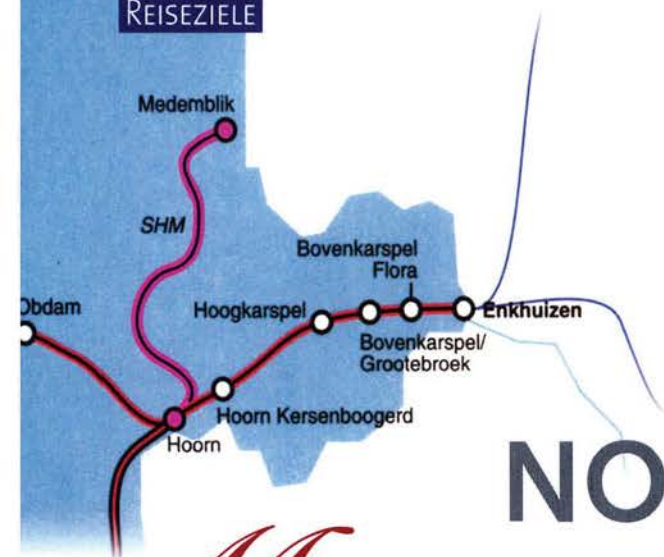 REISEZIELE
Medemblik
SHM
Bovenkarspel
Flora
Obdam
Hoogkarspel
Enkhuizen
Bovenkarspel/
Grootebroek
Hoorn Kersenboogerd
Hoorn
NO